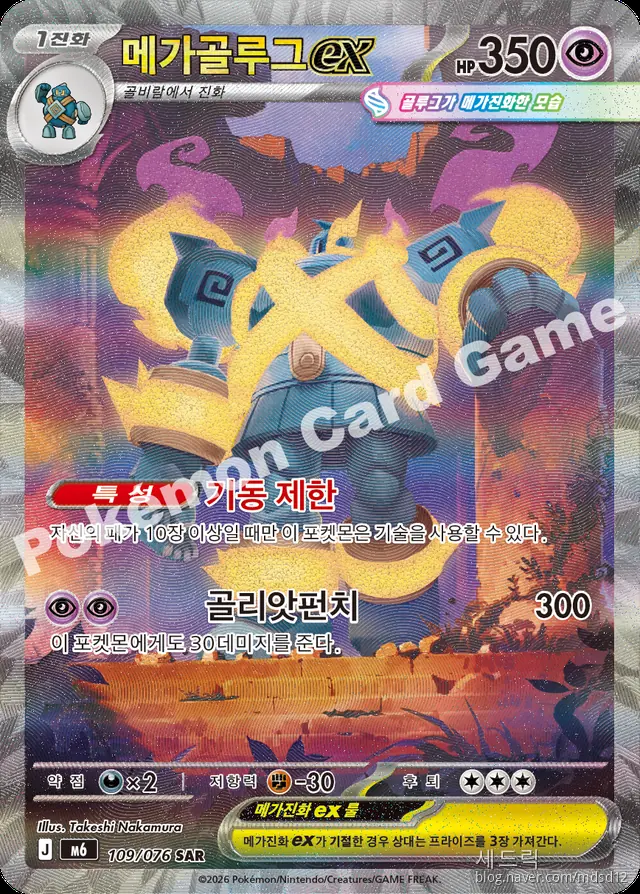 1진화
메가골루그ex
HP 350
골비람에서 진화
골루그가 메가진화한 모습
Pokémon Card Game
특성 기동 제한
자신의 패가 10장 이상일 때만 이 포켓몬은 기술을 사용할 수 있다.
골리앗펀치 300
이 포켓몬에게도 30데미지를 준다.
약점 ×2 저항력 -30 후퇴
메가진화 ex 룰
메가진화 ex가 기절한 경우 상대는 프라이즈를 3장 가져간다.
Illus. Takeshi Nakamura
J M6 109/076 SAR
세드릭
blog.naver.com/mdsd12
©2026 Pokémon/Nintendo/Creatures/GAME FREAK.